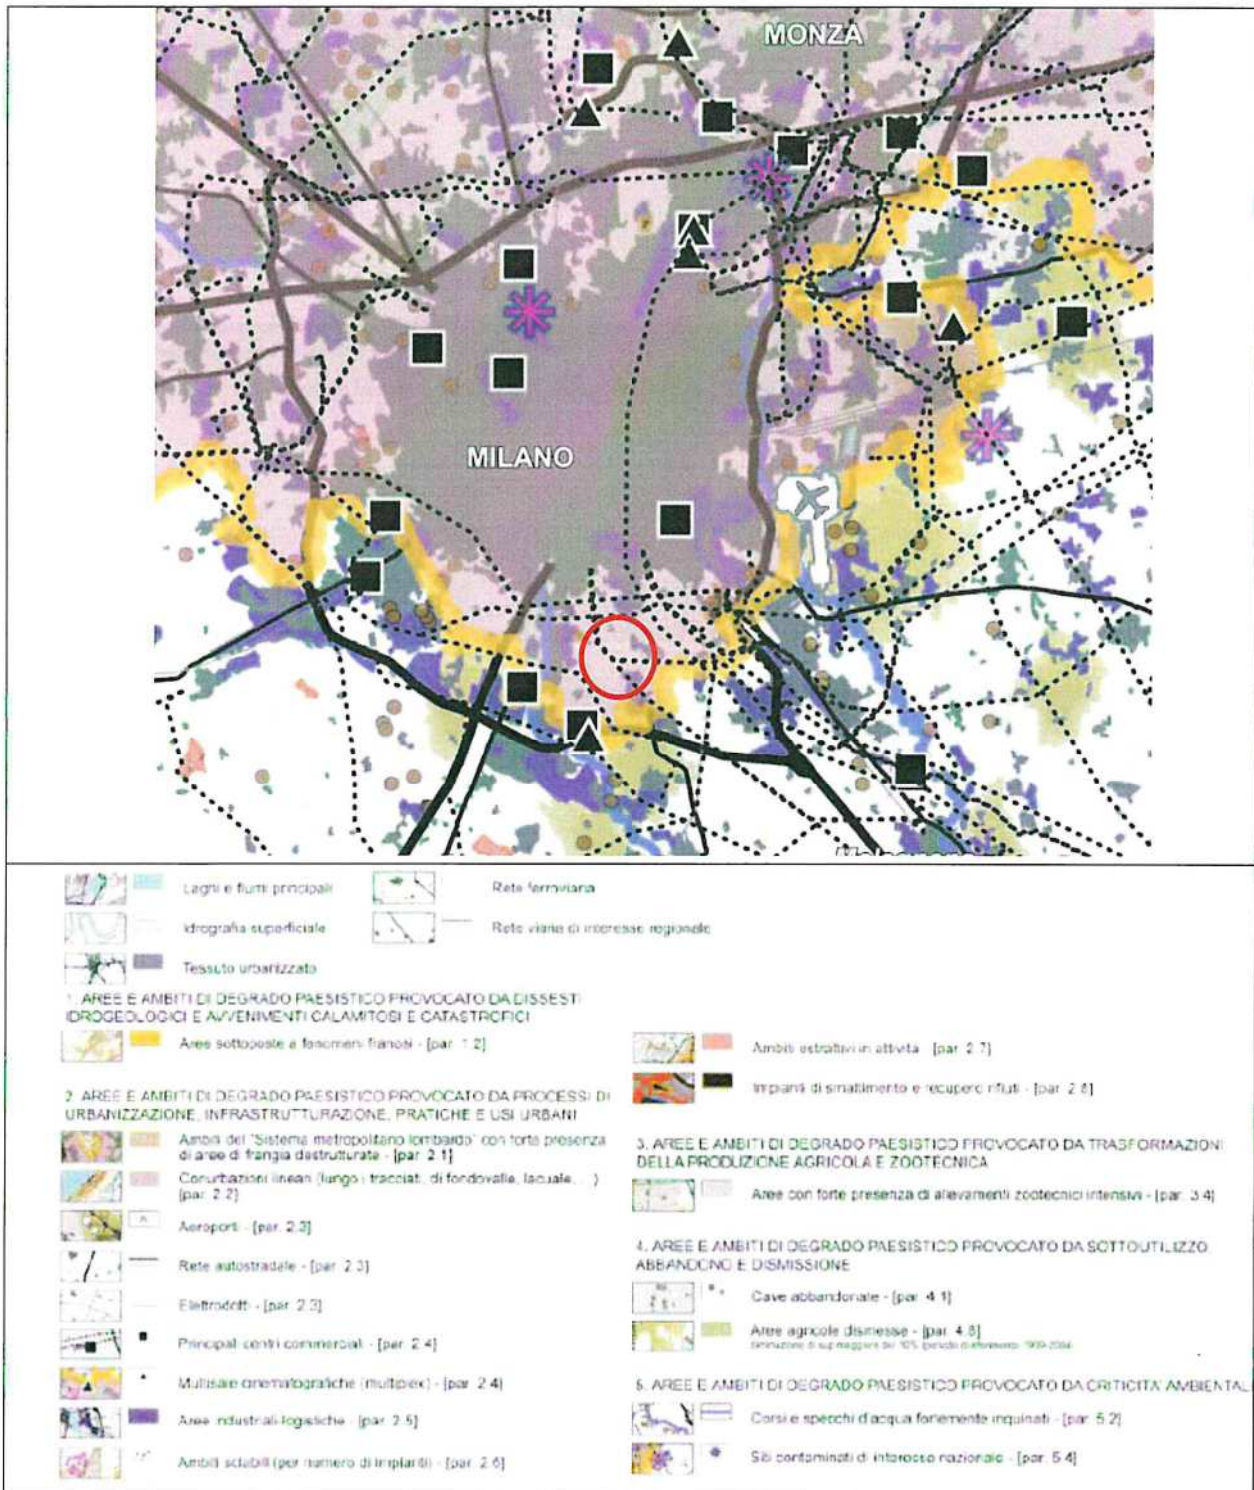 MONZA
MILANO
Laghi e fiumi principali
Rete ferroviaria
Idrografia superficiale
Rete viaria di interesse regionale
Tessuto urbanizzato
1. AREE E AMBITI DI DEGRADO PAESISTICO PROVOCATO DA DISSESTI
IDROGEOLOGICI E AVVENIMENTI CALAMITOSI E CATASTROFICI
Aree sottoposte a fenomeni franosi - [par. 1.2]
2. AREE E AMBITI DI DEGRADO PAESISTICO PROVOCATO DA PROCESSI DI
URBANIZZAZIONE, INFRASTRUTTURAZIONE, PRATICHE E USI URBANI
Ambiti del "Sistema metropolitano lombardo" con forte presenza
di aree di frangia destrutturate - [par. 2.1]
Conurbazioni lineari (lungo i tracciati, di fondovalle, lacuale, ...)
[par. 2.2]
Aeroporti - [par. 2.3]
Rete autostradale - [par. 2.3]
Elettrodotti - [par. 2.3]
Principali centri commerciali - [par. 2.4]
Multisale cinematografiche (multiplex) - [par. 2.4]
Aree industriali-logistiche - [par. 2.5]
Ambiti sciabili (per numero di impianti) - [par. 2.6]
Ambiti estrattivi in attività - [par. 2.7]
Impianti di smaltimento e recupero rifiuti - [par. 2.8]
3. AREE E AMBITI DI DEGRADO PAESISTICO PROVOCATO DA TRASFORMAZIONI
DELLA PRODUZIONE AGRICOLA E ZOOTECNICA
Aree con forte presenza di allevamenti zootecnici intensivi - [par. 3.4]
4. AREE E AMBITI DI DEGRADO PAESISTICO PROVOCATO DA SOTTOUTILIZZO
ABBANDONO E DISMISSIONE
Cave abbandonate - [par. 4.1]
Aree agricole dismesse - [par. 4.8]
5. AREE E AMBITI DI DEGRADO PAESISTICO PROVOCATO DA CRITICITA' AMBIENTAL
Corsi e specchi d'acqua fortemente inquinati - [par. 5.2]
Siti contaminati di interesse nazionale - [par. 5.4]